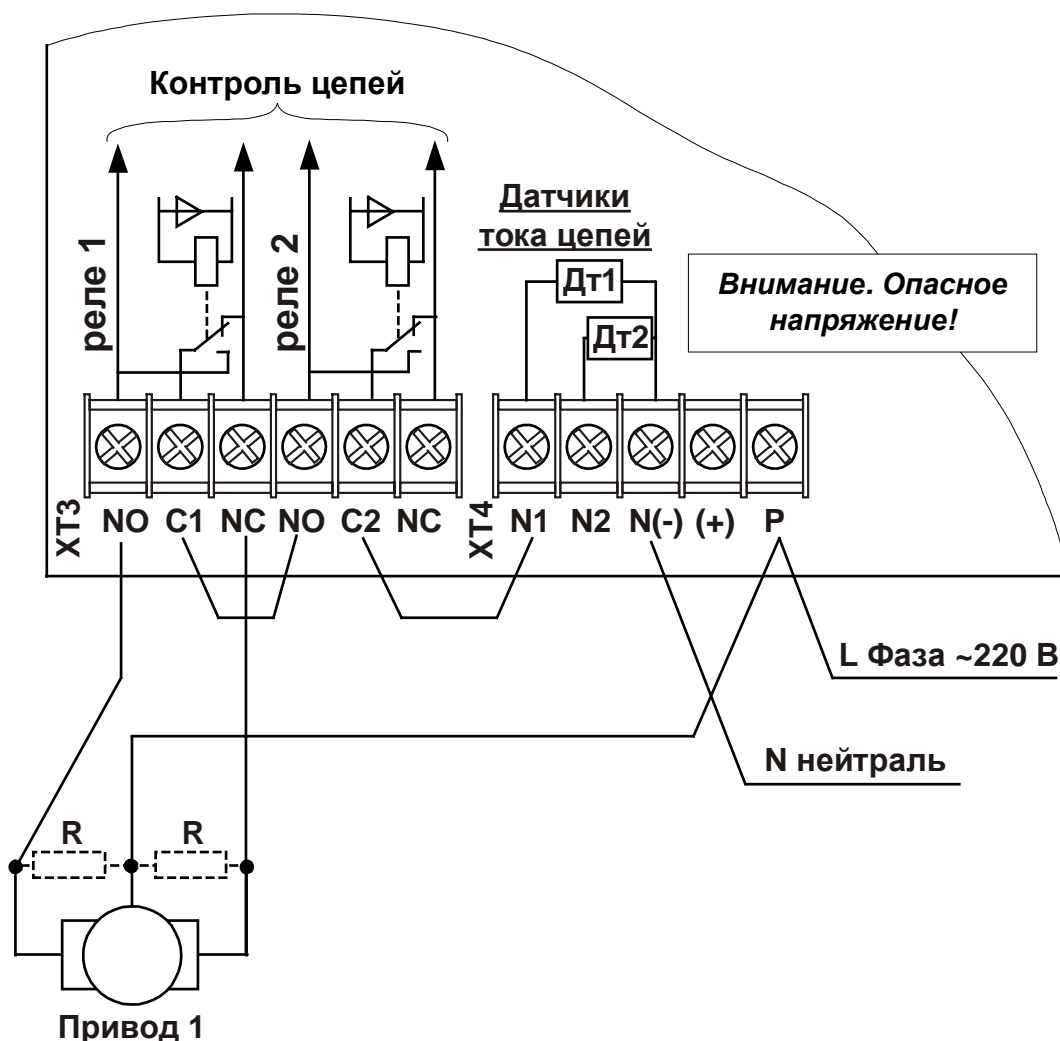 Контроль цепей
реле 1
реле 2
Датчики
тока цепей
Дт1
Дт2
Внимание. Опасное
напряжение!
XT3
NO C1 NC NO C2 NC
XT4
N1 N2 N(-) (+) P
L Фаза ~220 В
N нейтраль
R R
Привод 1